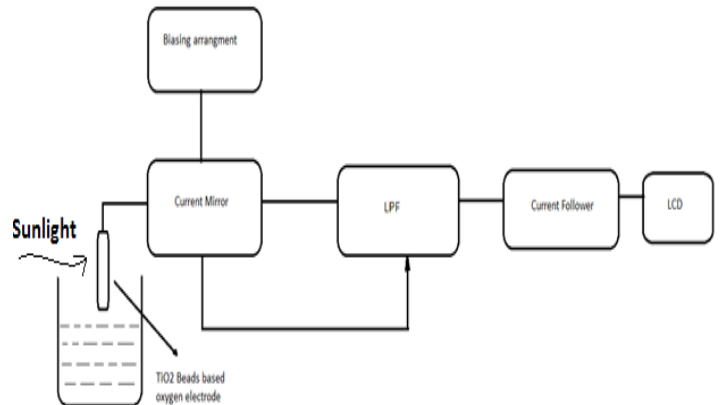 Biasing arrangment
Current Mirror
LPF
Current Follower
LCD
Sunlight
TiO2 Beads based
oxygen electrode